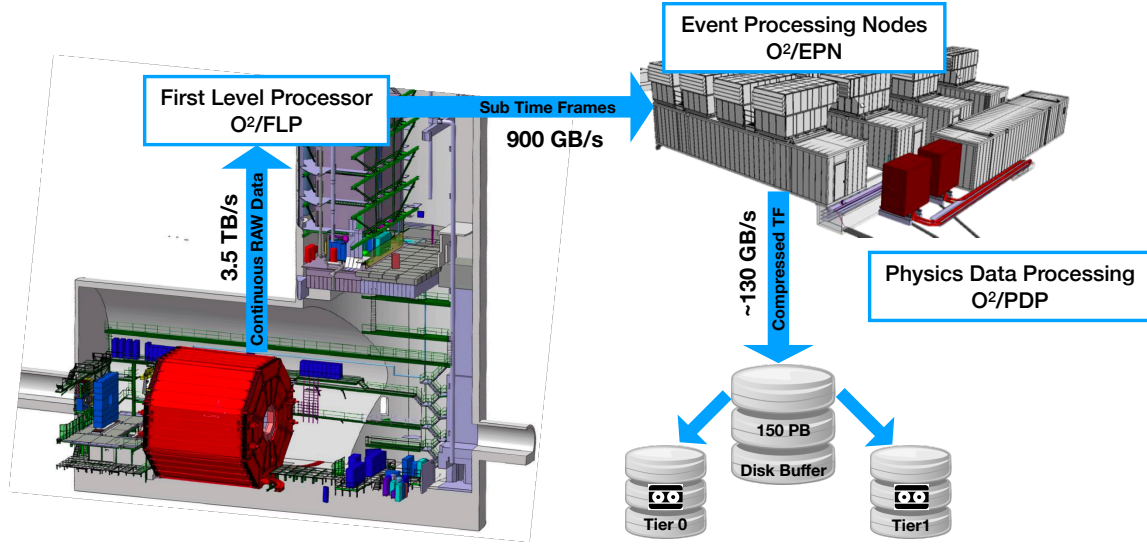 Event Processing Nodes
O²/EPN
First Level Processor
O²/FLP
Sub Time Frames
900 GB/s
3.5 TB/s
Continuous RAW Data
~130 GB/s
Compressed TF
Physics Data Processing
O²/PDP
150 PB
Disk Buffer
Tier 0
Tier1